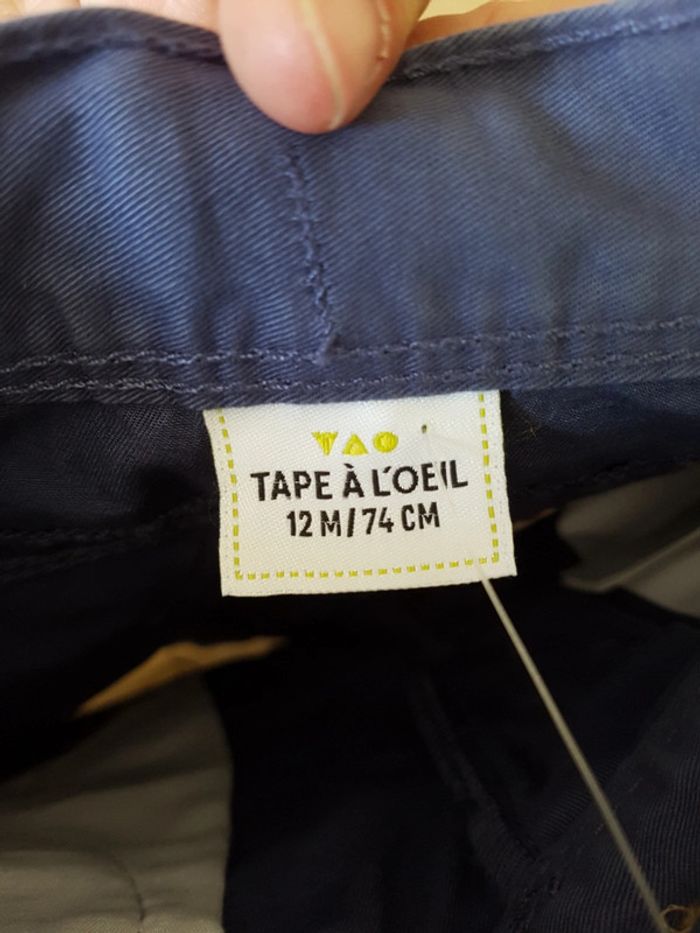 TAO
TAPE À L'OEIL
12 M/74 CM